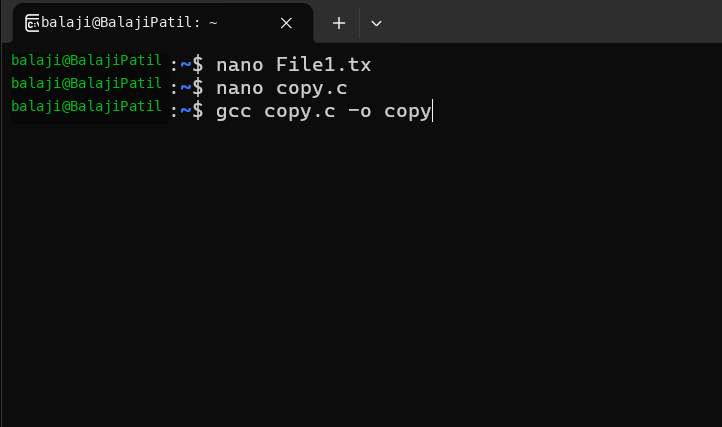 balaji@BalajiPatil: ~
balaji@BalajiPatil :~$ nano File1.tx
balaji@BalajiPatil :~$ nano copy.c
balaji@BalajiPatil :~$ gcc copy.c -o copy